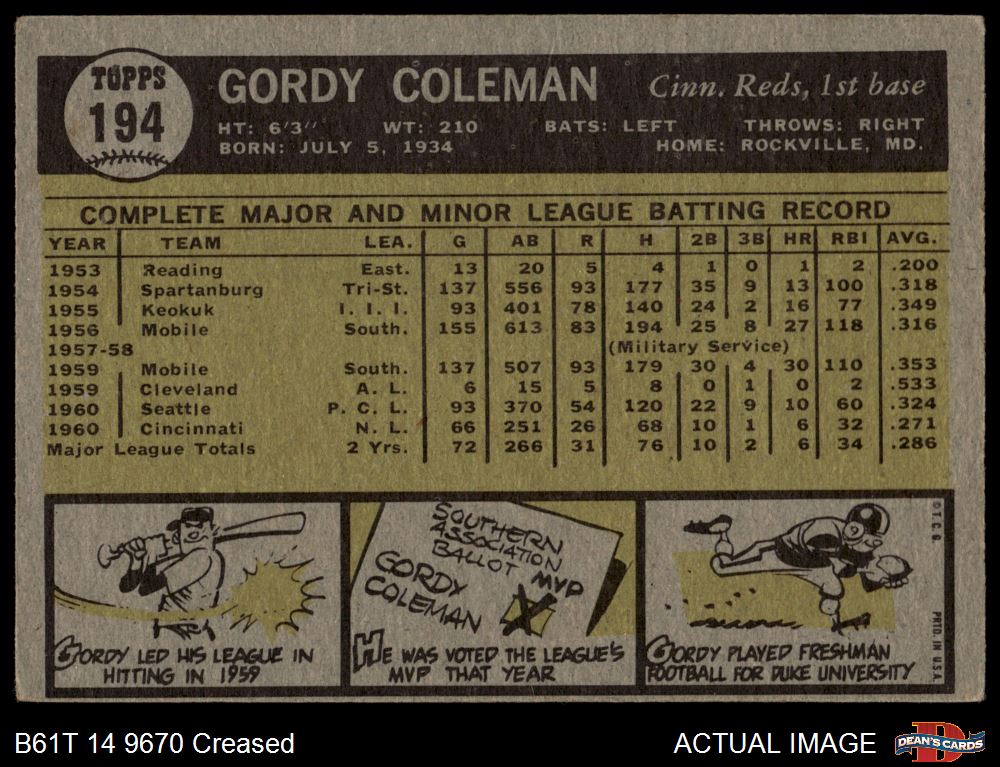 TOPPS
194
GORDY COLEMAN Cinn. Reds, 1st base
HT: 6'3" WT: 210 BATS: LEFT THROWS: RIGHT
BORN: JULY 5, 1934 HOME: ROCKVILLE, MD.
COMPLETE MAJOR AND MINOR LEAGUE BATTING RECORD
YEAR TEAM LEA. G AB R H 2B 3B HR RBI AVG.
1953 Reading East. 13 20 5 4 1 0 1 2 .200
1954 Spartanburg Tri-St. 137 556 93 177 35 9 13 100 .318
1955 Keokuk I. I. I. 93 401 78 140 24 2 16 77 .349
1956 Mobile South. 155 613 83 194 25 8 27 118 .316
1957-58 (Military Service)
1959 Mobile South. 137 507 93 179 30 4 30 110 .353
1959 Cleveland A. L. 6 15 5 8 0 1 0 2 .533
1960 Seattle P. C. L. 93 370 54 120 22 9 10 60 .324
1960 Cincinnati N. L. 66 251 26 68 10 1 6 32 .271
Major League Totals 2 Yrs. 72 266 31 76 10 2 6 34 .286
GORDY LED HIS LEAGUE IN
HITTING IN 1959
SOUTHERN
ASSOCIATION
BALLOT
MVP
GORDY
COLEMAN
HE WAS VOTED THE LEAGUE'S
MVP THAT YEAR
GORDY PLAYED FRESHMAN
FOOTBALL FOR DUKE UNIVERSITY
© T. C. G.
PRTD. IN U.S.A.
B61T 14 9670 Creased
ACTUAL IMAGE
D
DEAN'S CARDS